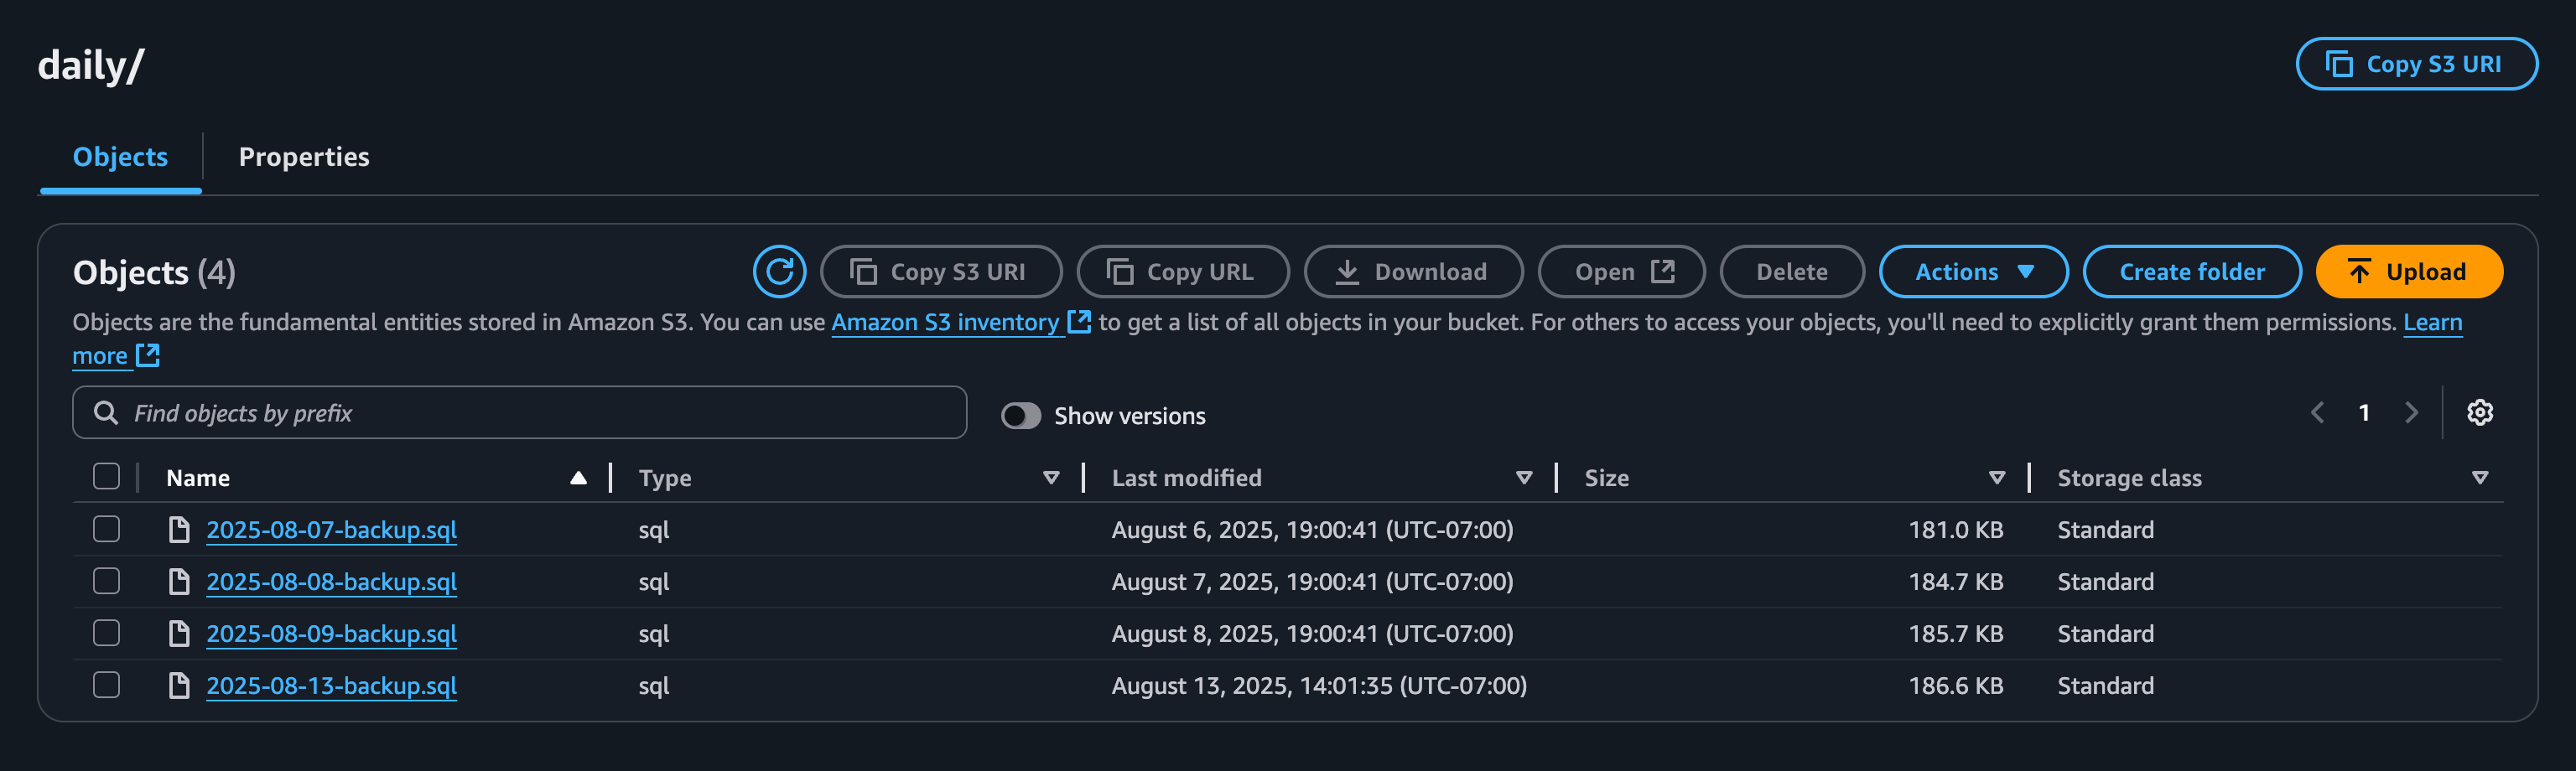 daily/
Copy S3 URI
Objects
Properties
Objects (4)
Copy S3 URI
Copy URL
Download
Open
Delete
Actions
Create folder
Upload
Objects are the fundamental entities stored in Amazon S3. You can use Amazon S3 inventory to get a list of all objects in your bucket. For others to access your objects, you'll need to explicitly grant them permissions. Learn
more
Find objects by prefix
Show versions
1
Name Type Last modified Size Storage class
2025-08-07-backup.sql sql August 6, 2025, 19:00:41 (UTC-07:00) 181.0 KB Standard
2025-08-08-backup.sql sql August 7, 2025, 19:00:41 (UTC-07:00) 184.7 KB Standard
2025-08-09-backup.sql sql August 8, 2025, 19:00:41 (UTC-07:00) 185.7 KB Standard
2025-08-13-backup.sql sql August 13, 2025, 14:01:35 (UTC-07:00) 186.6 KB Standard